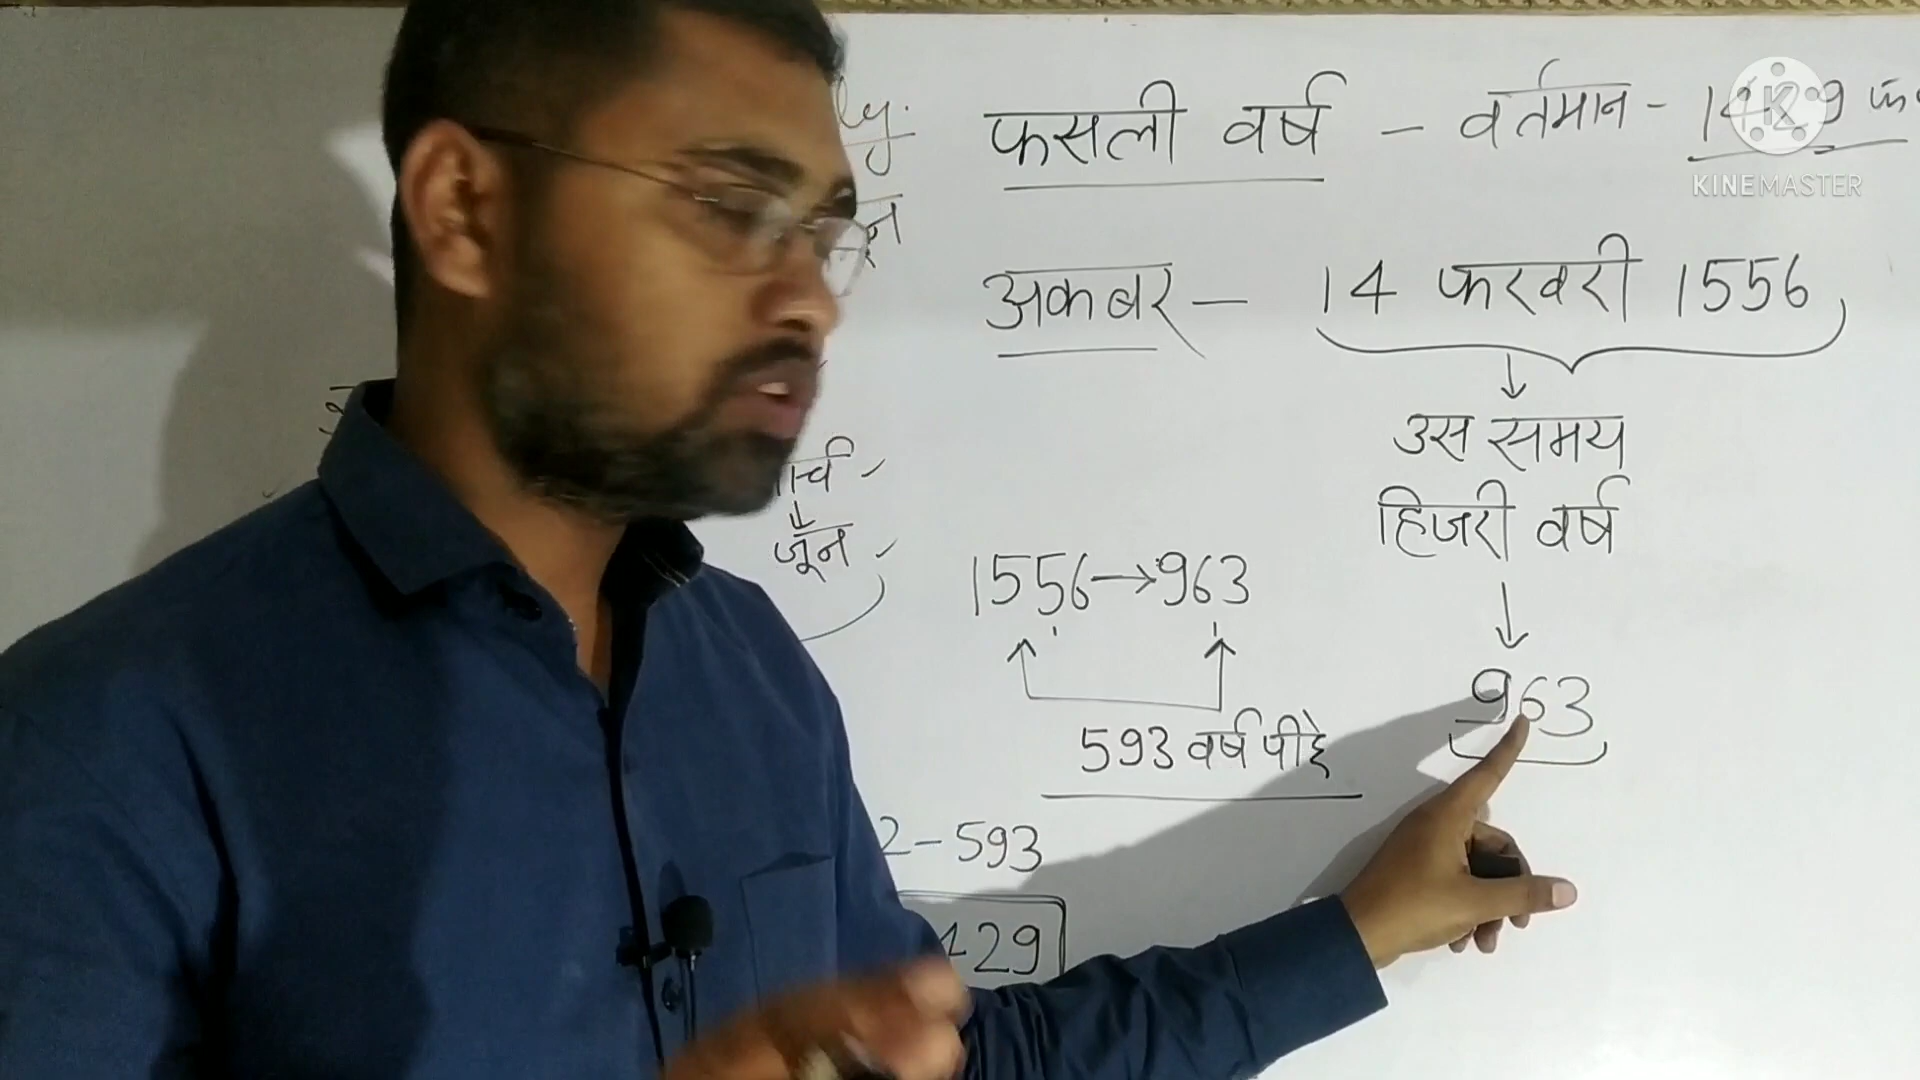 फसली वर्ष - वर्तमान - 1429
KINEMASTER
अकबर - 14 फरवरी 1556
↓
उस समय
हिजरी वर्ष
↓
963
मार्च -
↓
जून -
1556→963
593 वर्ष पीछे
2-593
429